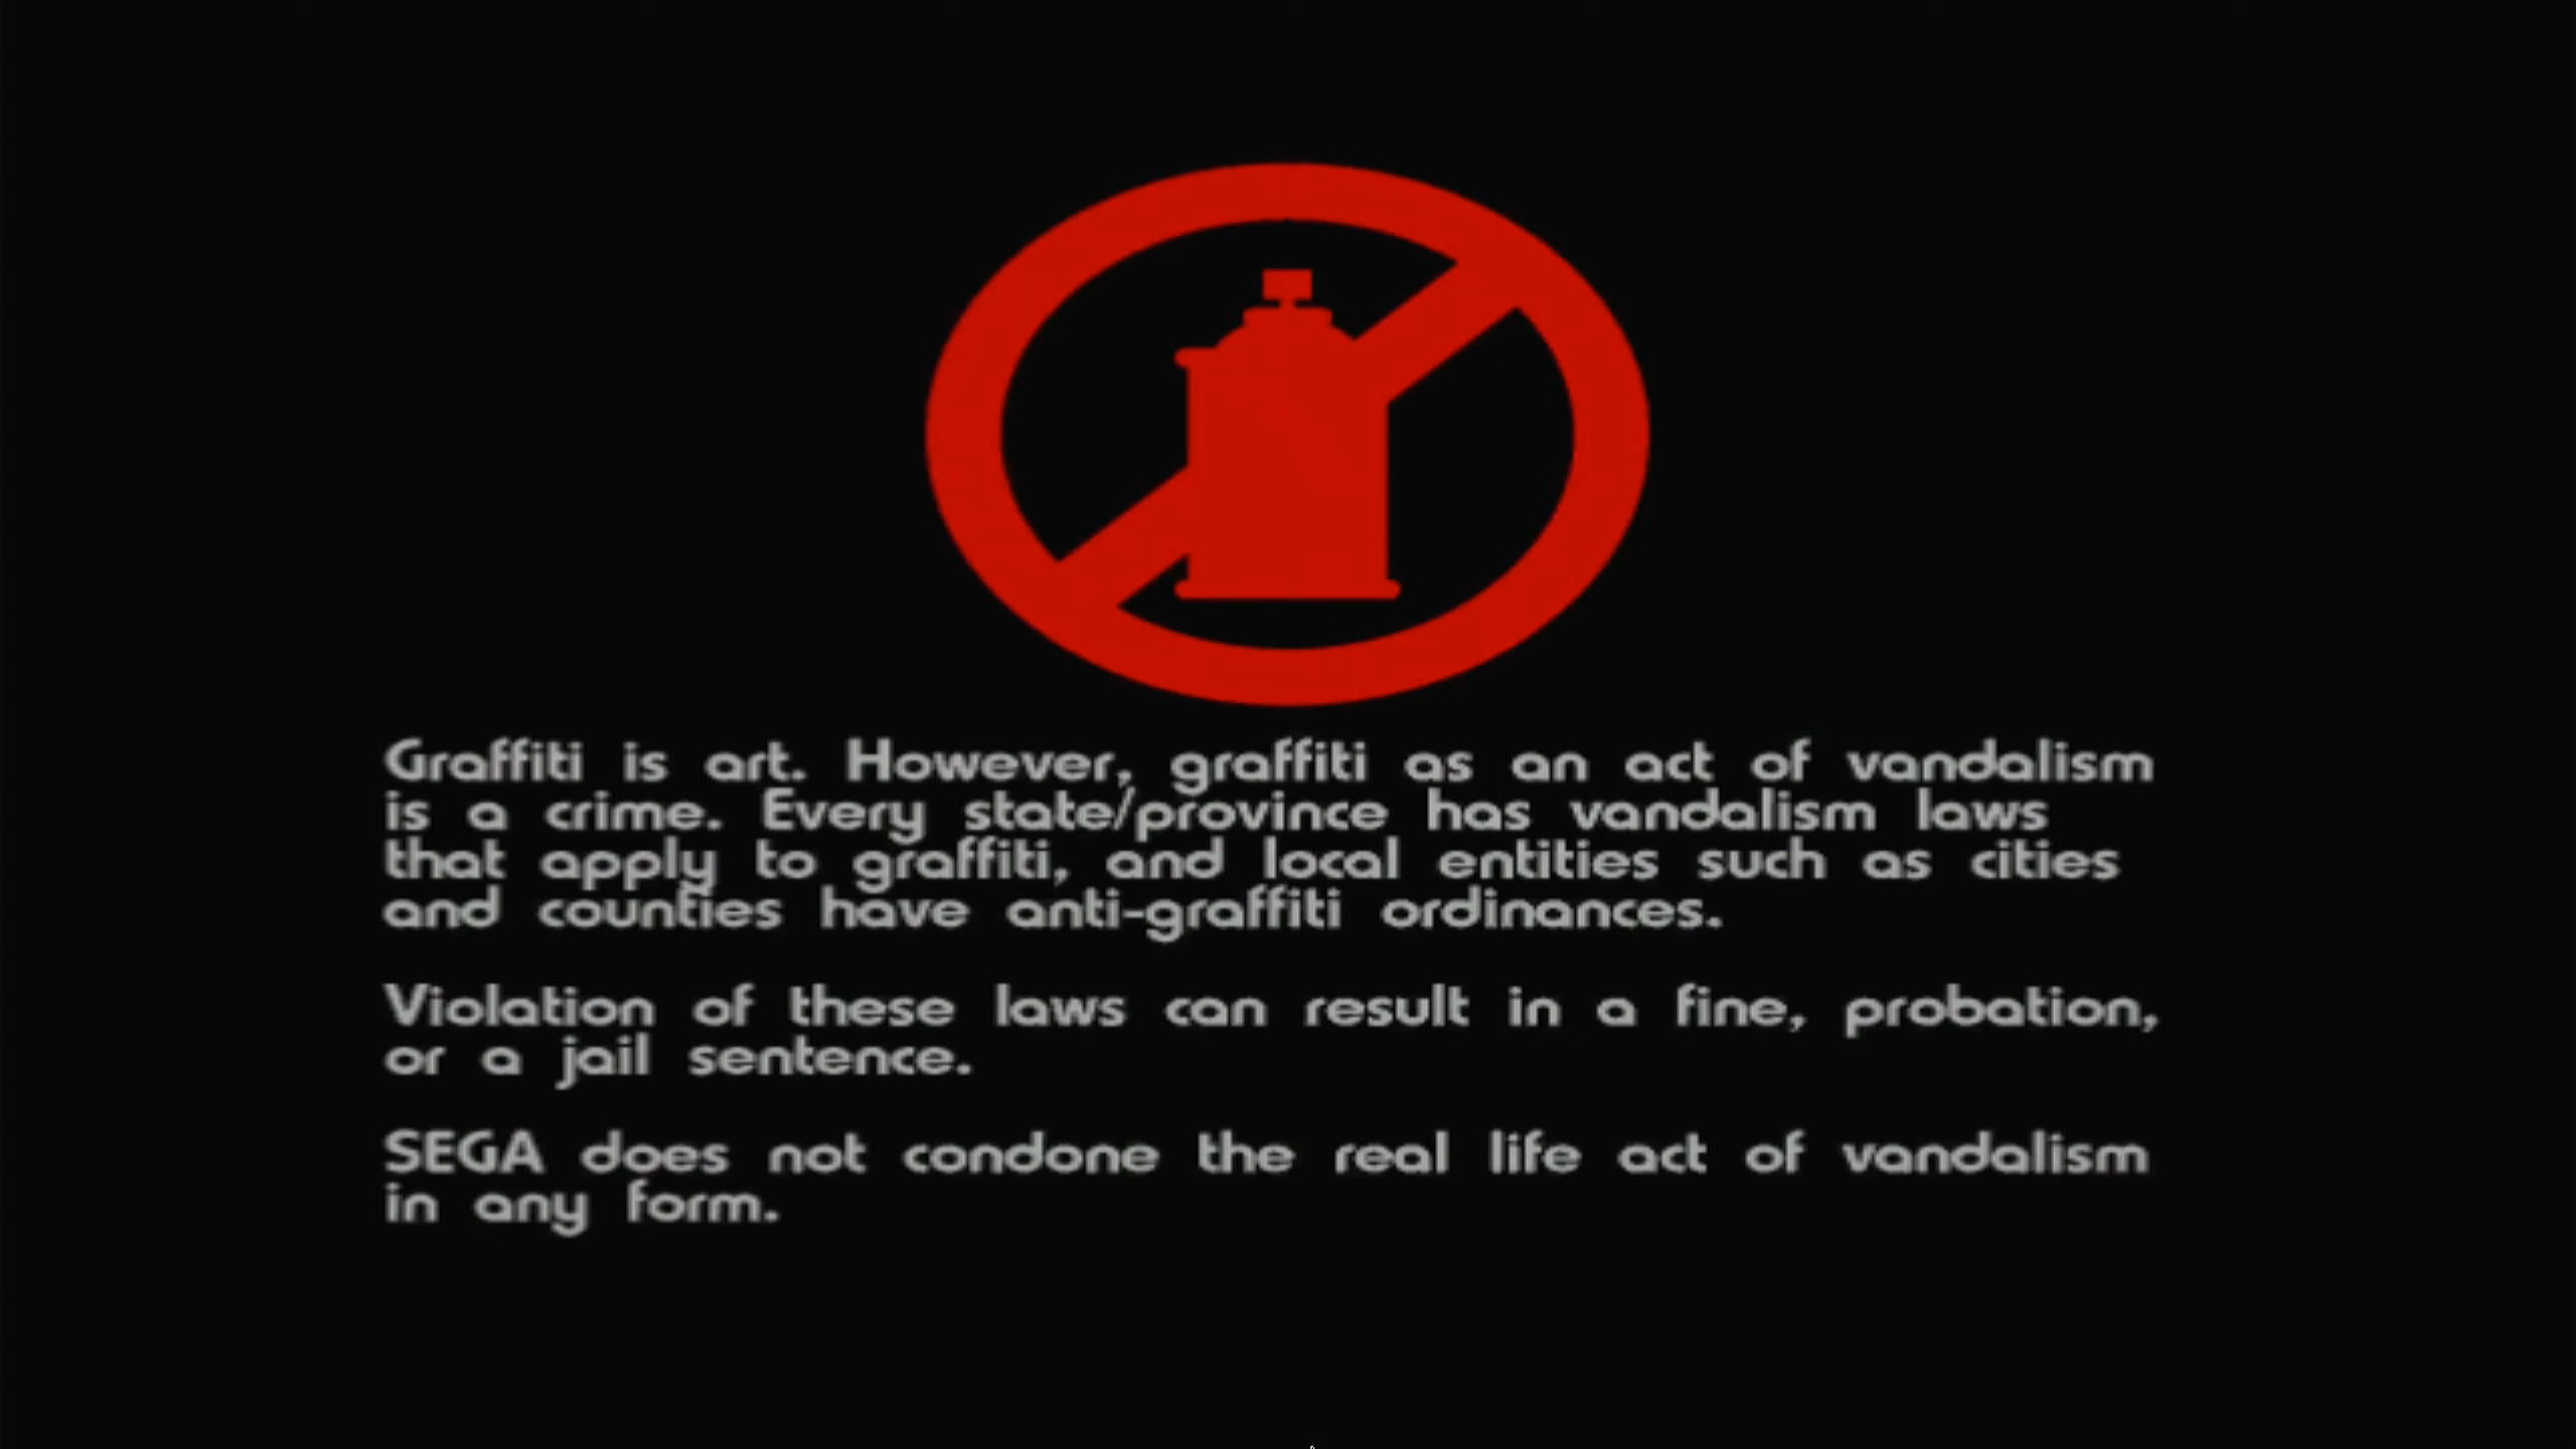 Graffiti is art. However, graffiti as an act of vandalism
is a crime. Every state/province has vandalism laws
that apply to graffiti, and local entities such as cities
and counties have anti-graffiti ordinances.
Violation of these laws can result in a fine, probation,
or a jail sentence.
SEGA does not condone the real life act of vandalism
in any form.